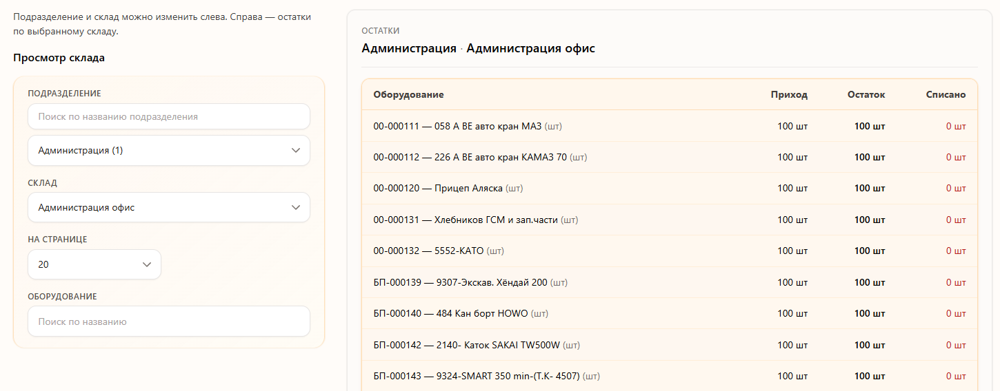 Подразделение и склад можно изменить слева. Справа — остатки
по выбранному складу.
Просмотр склада
ПОДРАЗДЕЛЕНИЕ
Поиск по названию подразделения
Администрация (1)
СКЛАД
Администрация офис
НА СТРАНИЦЕ
20
ОБОРУДОВАНИЕ
Поиск по названию
ОСТАТКИ
Администрация · Администрация офис
Оборудование Приход Остаток Списано
00-000111 — 058 А ВЕ авто кран МАЗ (шт) 100 шт 100 шт 0 шт
00-000112 — 226 А ВЕ авто кран КАМАЗ 70 (шт) 100 шт 100 шт 0 шт
00-000120 — Прицеп Аляска (шт) 100 шт 100 шт 0 шт
00-000131 — Хлебников ГСМ и зап.части (шт) 100 шт 100 шт 0 шт
00-000132 — 5552-КАТО (шт) 100 шт 100 шт 0 шт
БП-000139 — 9307-Экскав. Хёндай 200 (шт) 100 шт 100 шт 0 шт
БП-000140 — 484 Кан борт HOWO (шт) 100 шт 100 шт 0 шт
БП-000142 — 2140- Каток SAKAI TW500W (шт) 100 шт 100 шт 0 шт
БП-000143 — 9324-SMART 350 min-(Т.К- 4507) (шт) 100 шт 100 шт 0 шт